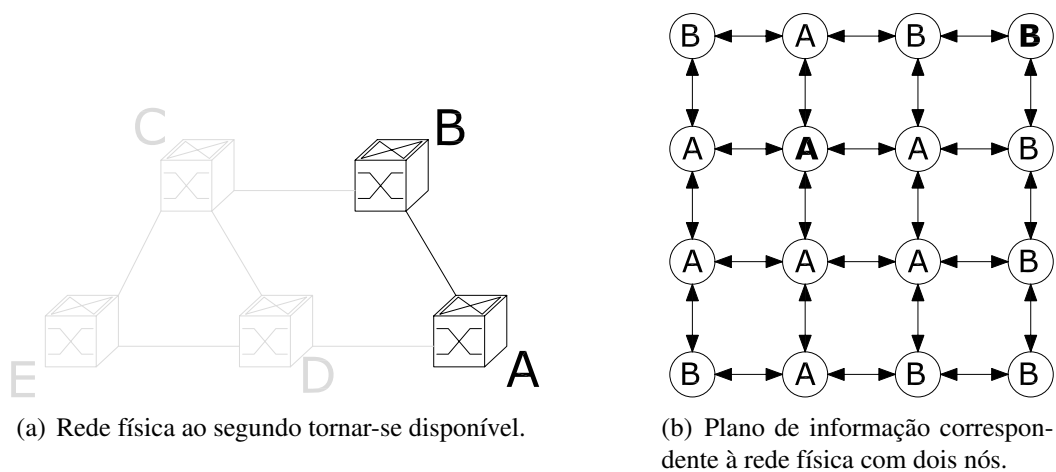 B A B B
C
B
A A A B
A A A B
E
D
A
B A B B
(a) Rede física ao segundo tornar-se disponível.
(b) Plano de informação correspon-
dente à rede física com dois nós.